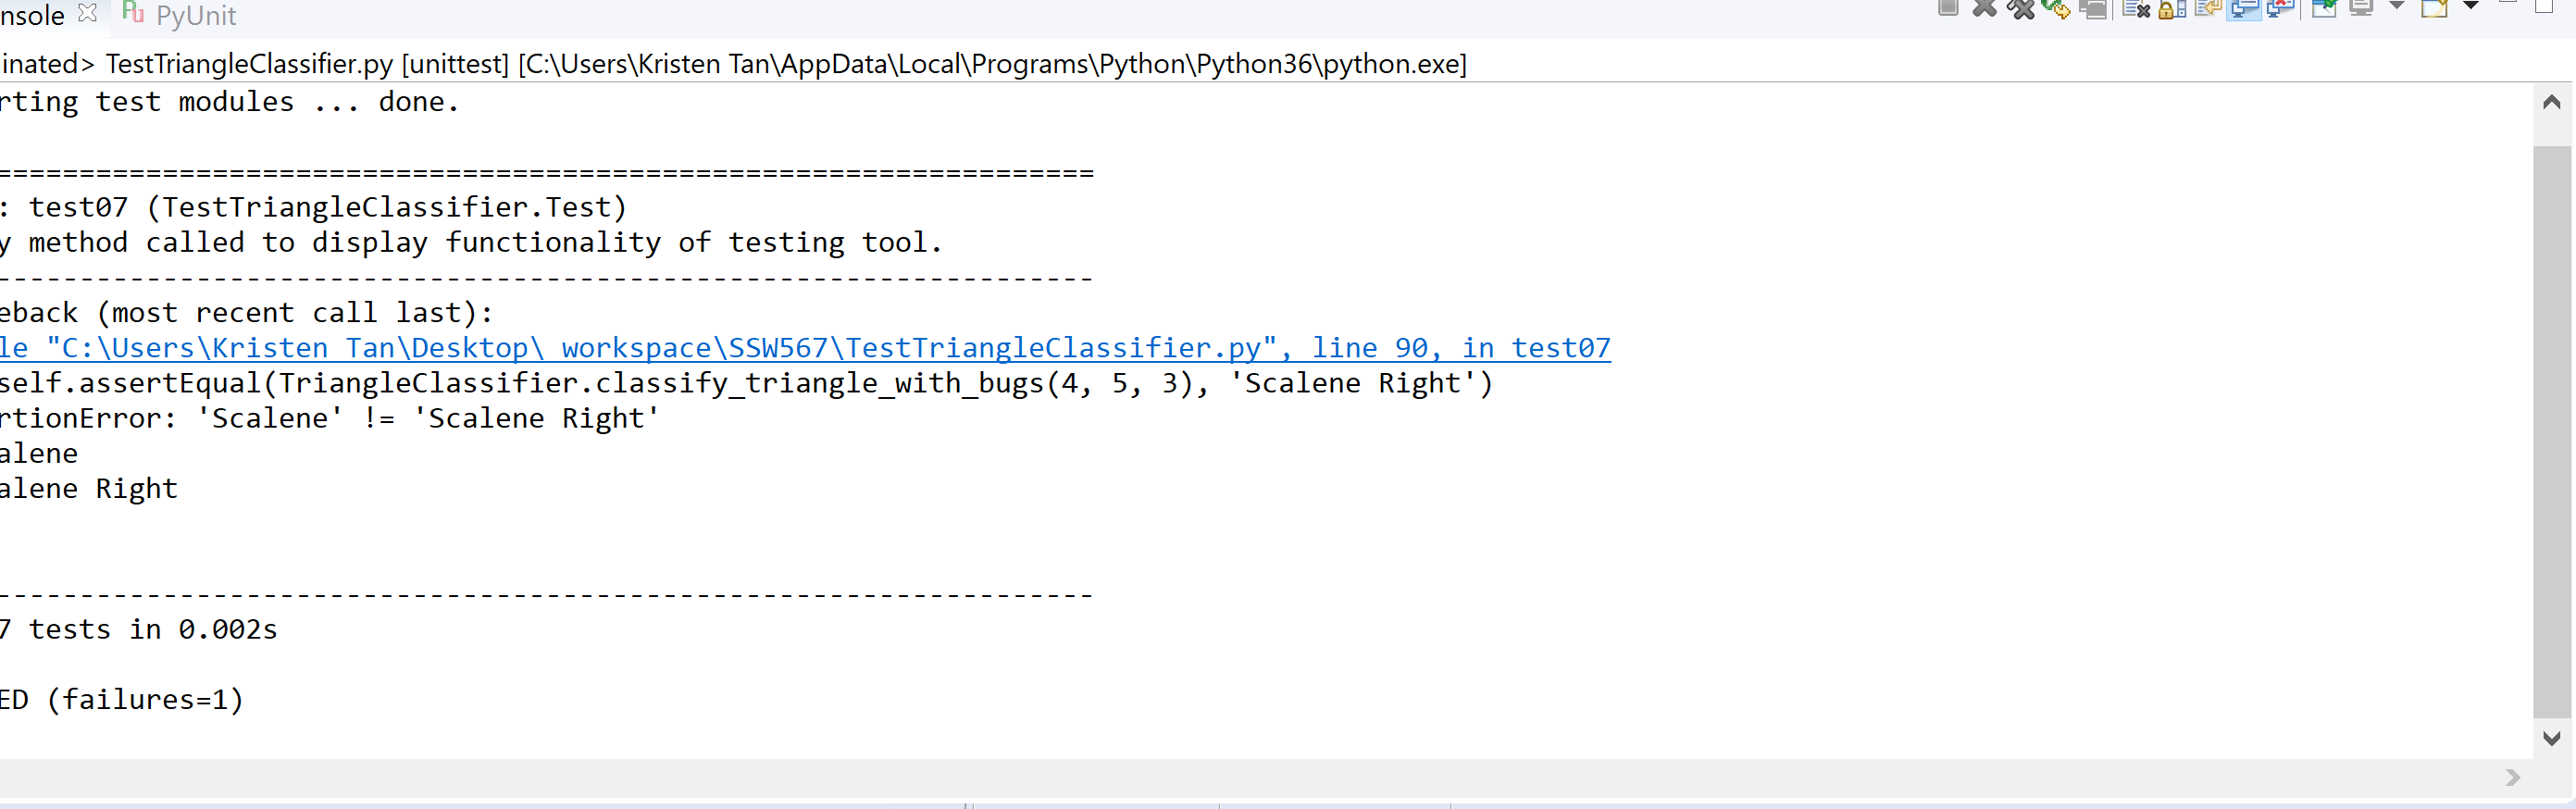 nsole PyUnit
inated> TestTriangleClassifier.py [unittest] [C:\Users\Kristen Tan\AppData\Local\Programs\Python\Python36\python.exe]
rting test modules ... done.
=================================================================
: test07 (TestTriangleClassifier.Test)
y method called to display functionality of testing tool.
-----------------------------------------------------------------
eback (most recent call last):
le "C:\Users\Kristen Tan\Desktop\_workspace\SSW567\TestTriangleClassifier.py", line 90, in test07
self.assertEqual(TriangleClassifier.classify_triangle_with_bugs(4, 5, 3), 'Scalene Right')
rtionError: 'Scalene' != 'Scalene Right'
alene
alene Right
-----------------------------------------------------------------
7 tests in 0.002s
ED (failures=1)